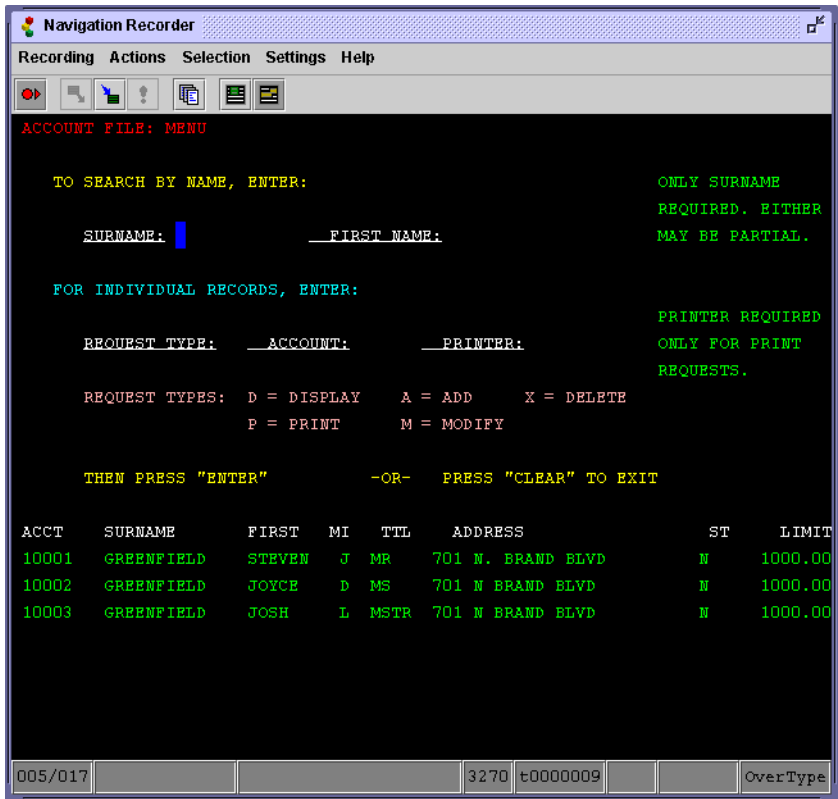 Navigation Recorder
Recording Actions Selection Settings Help
ACCOUNT FILE: MENU
TO SEARCH BY NAME, ENTER: ONLY SURNAME
REQUIRED. EITHER
SURNAME: FIRST NAME: MAY BE PARTIAL.
FOR INDIVIDUAL RECORDS, ENTER:
PRINTER REQUIRED
REQUEST TYPE: ACCOUNT: PRINTER: ONLY FOR PRINT
REQUESTS.
REQUEST TYPES: D = DISPLAY A = ADD X = DELETE
P = PRINT M = MODIFY
THEN PRESS "ENTER" -OR- PRESS "CLEAR" TO EXIT
ACCT SURNAME FIRST MI TTL ADDRESS ST LIMIT
10001 GREENFIELD STEVEN J MR 701 N. BRAND BLVD N 1000.00
10002 GREENFIELD JOYCE D MS 701 N BRAND BLVD N 1000.00
10003 GREENFIELD JOSH L MSTR 701 N BRAND BLVD N 1000.00
005/017 3270 t0000009 OverType